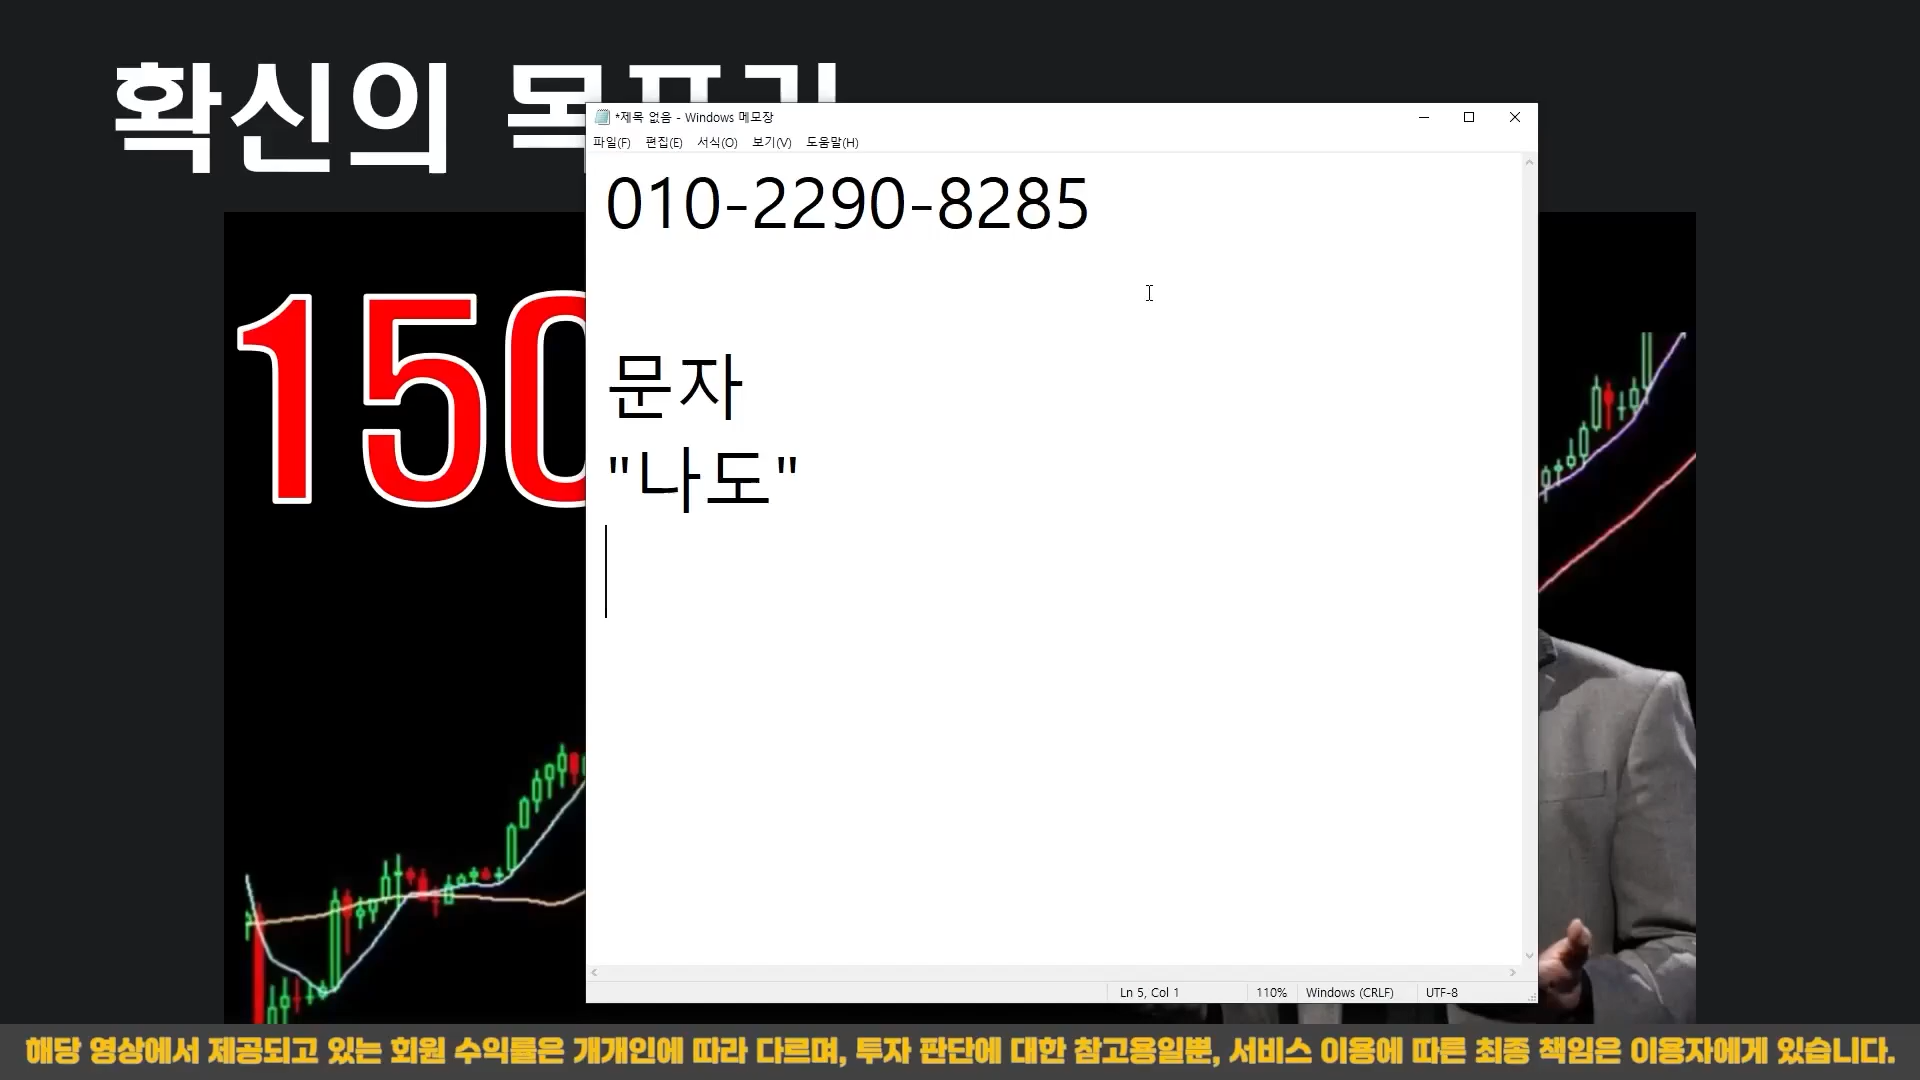 확신의 목표가
*제목 없음 - Windows 메모장
파일(F) 편집(E) 서식(O) 보기(V) 도움말(H)
010-2290-8285
150
문자
"나도"
Ln 5, Col 1 110% Windows (CRLF) UTF-8
해당 영상에서 제공되고 있는 회원 수익률은 개개인에 따라 다르며, 투자 판단에 대한 참고용일뿐, 서비스 이용에 따른 최종 책임은 이용자에게 있습니다.